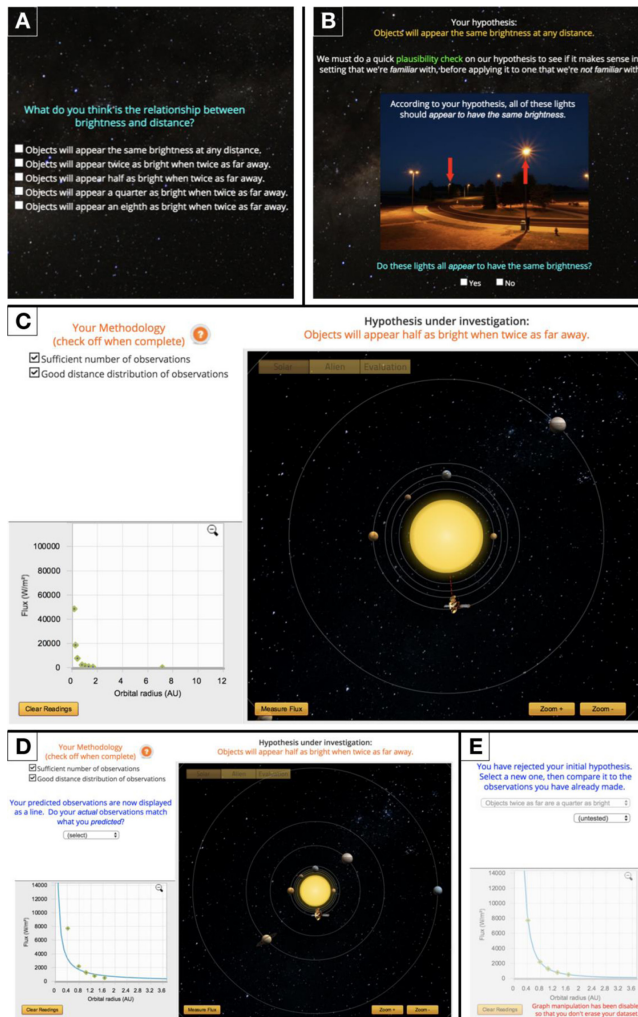 A
What do you think is the relationship between
brightness and distance?
Objects will appear the same brightness at any distance.
Objects will appear twice as bright when twice as far away.
Objects will appear half as bright when twice as far away.
Objects will appear a quarter as bright when twice as far away.
Objects will appear an eighth as bright when twice as far away.
B
Your hypothesis:
Objects will appear the same brightness at any distance.
We must do a quick plausibility check on our hypothesis to see if it makes sense in
setting that we're familiar with, before applying it to one that we're not familiar with
According to your hypothesis, all of these lights
should appear to have the same brightness.
Do these lights all appear to have the same brightness?
Yes No
C
Your Methodology
(check off when complete)
?
Sufficient number of observations
Good distance distribution of observations
Hypothesis under investigation:
Objects will appear half as bright when twice as far away.
Solar Alien Evaluation
Flux (W/m²)
100000
80000
60000
40000
20000
0
0 2 4 6 8 10 12
Orbital radius (AU)
Clear Readings
Measure Flux
Zoom + Zoom -
D
Your Methodology
(check off when complete)
?
Sufficient number of observations
Good distance distribution of observations
Your predicted observations are now displayed
as a line. Do your actual observations match
what you predicted?
(select)
Hypothesis under investigation:
Objects will appear half as bright when twice as far away.
Flux (W/m²)
14000
12000
10000
8000
6000
4000
2000
0
0 0.4 0.8 1.2 1.6 2 2.4 2.8 3.2 3.6
Orbital radius (AU)
Clear Readings
Measure Flux
Zoom + Zoom -
E
You have rejected your initial hypothesis.
Select a new one, then compare it to the
observations you have already made.
Objects twice as far are a quarter as bright
(untested)
Flux (W/m²)
14000
12000
10000
8000
6000
4000
2000
0
0 0.4 0.8 1.2 1.6 2 2.4 2.8 3.2 3.6
Orbital radius (AU)
Clear Readings
Graph manipulation has been disable
so that you don't erase your dataset